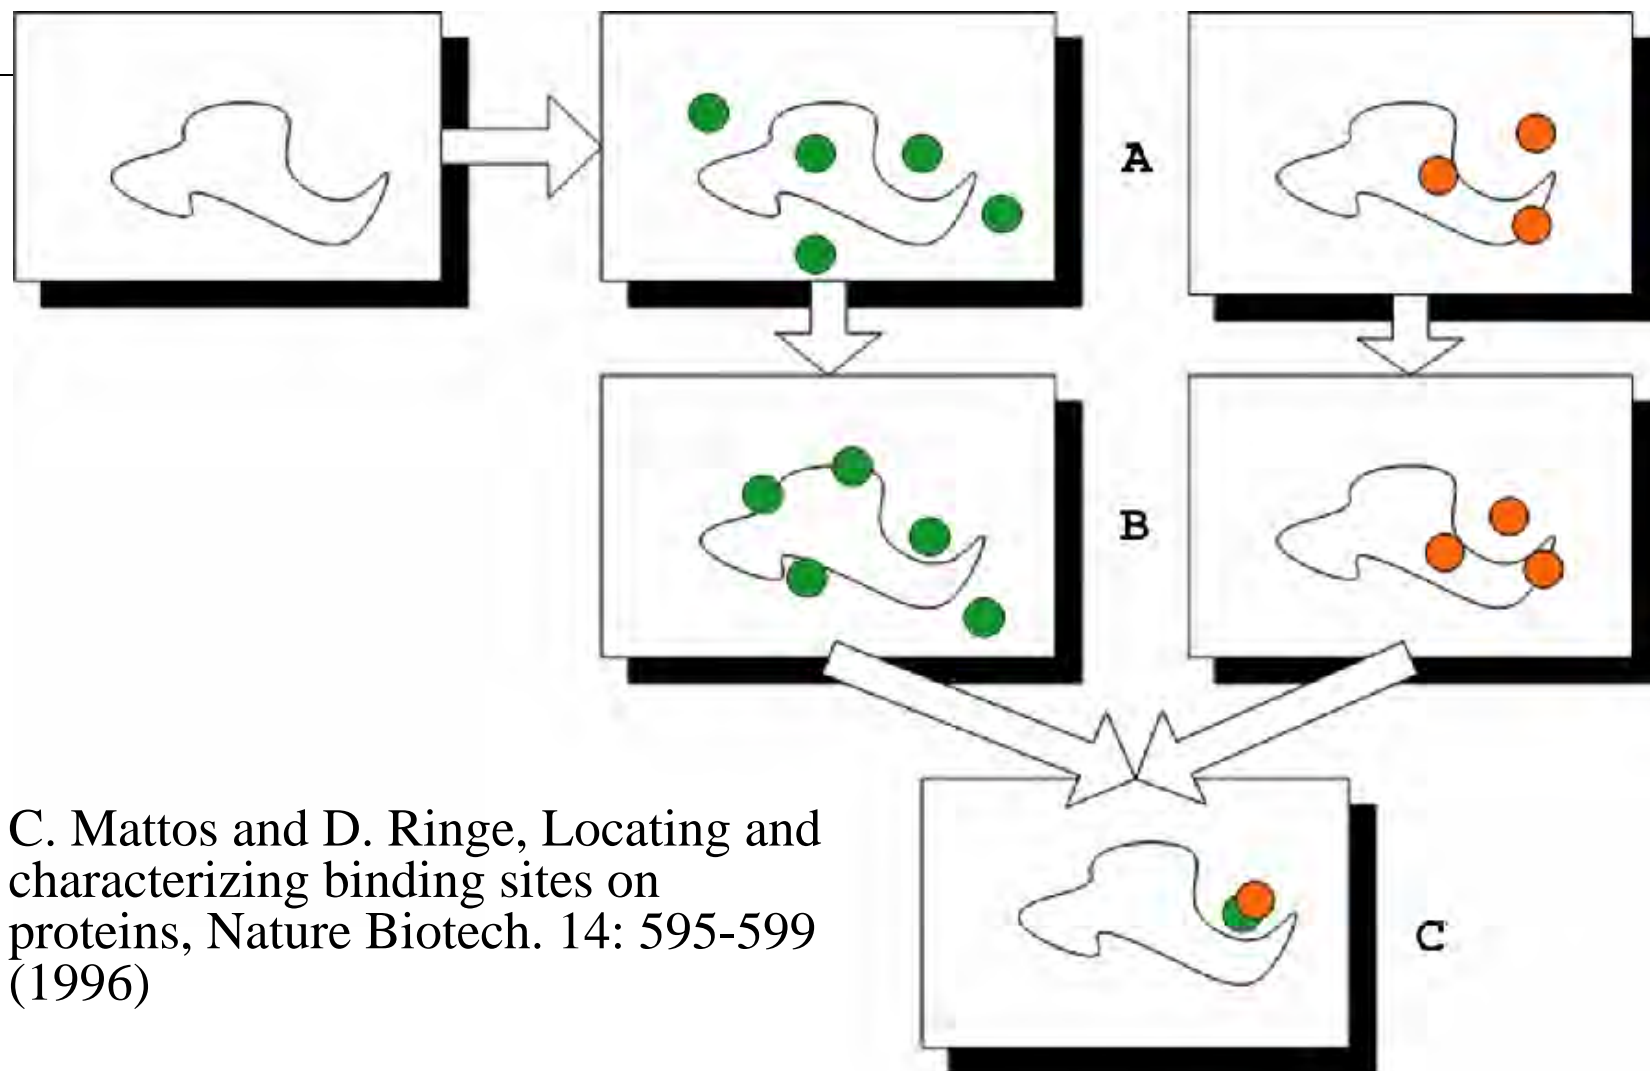 A
B
C. Mattos and D. Ringe, Locating and
characterizing binding sites on
proteins, Nature Biotech. 14: 595-599
(1996)
C